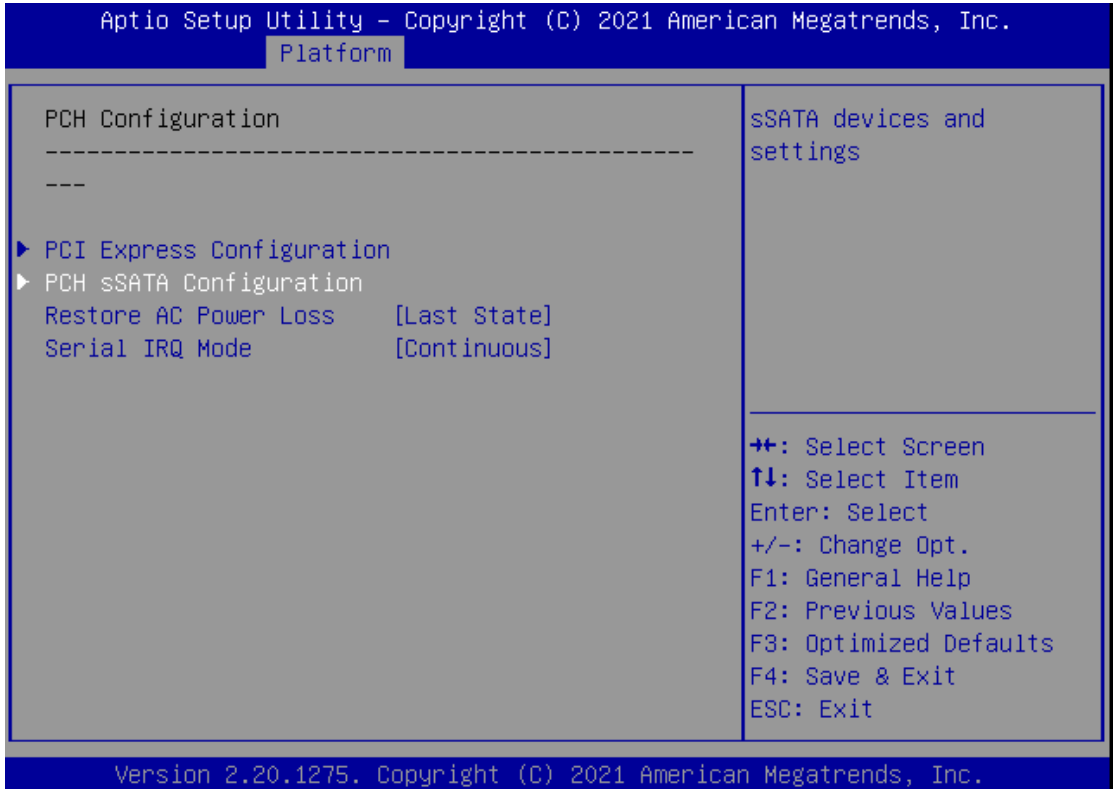 Aptio Setup Utility – Copyright (C) 2021 American Megatrends, Inc.
Platform
PCH Configuration
-----------------------------------------------
---
▶ PCI Express Configuration
▶ PCH sSATA Configuration
Restore AC Power Loss [Last State]
Serial IRQ Mode [Continuous]
sSATA devices and
settings
→←: Select Screen
↑↓: Select Item
Enter: Select
+/-: Change Opt.
F1: General Help
F2: Previous Values
F3: Optimized Defaults
F4: Save & Exit
ESC: Exit
Version 2.20.1275. Copyright (C) 2021 American Megatrends, Inc.